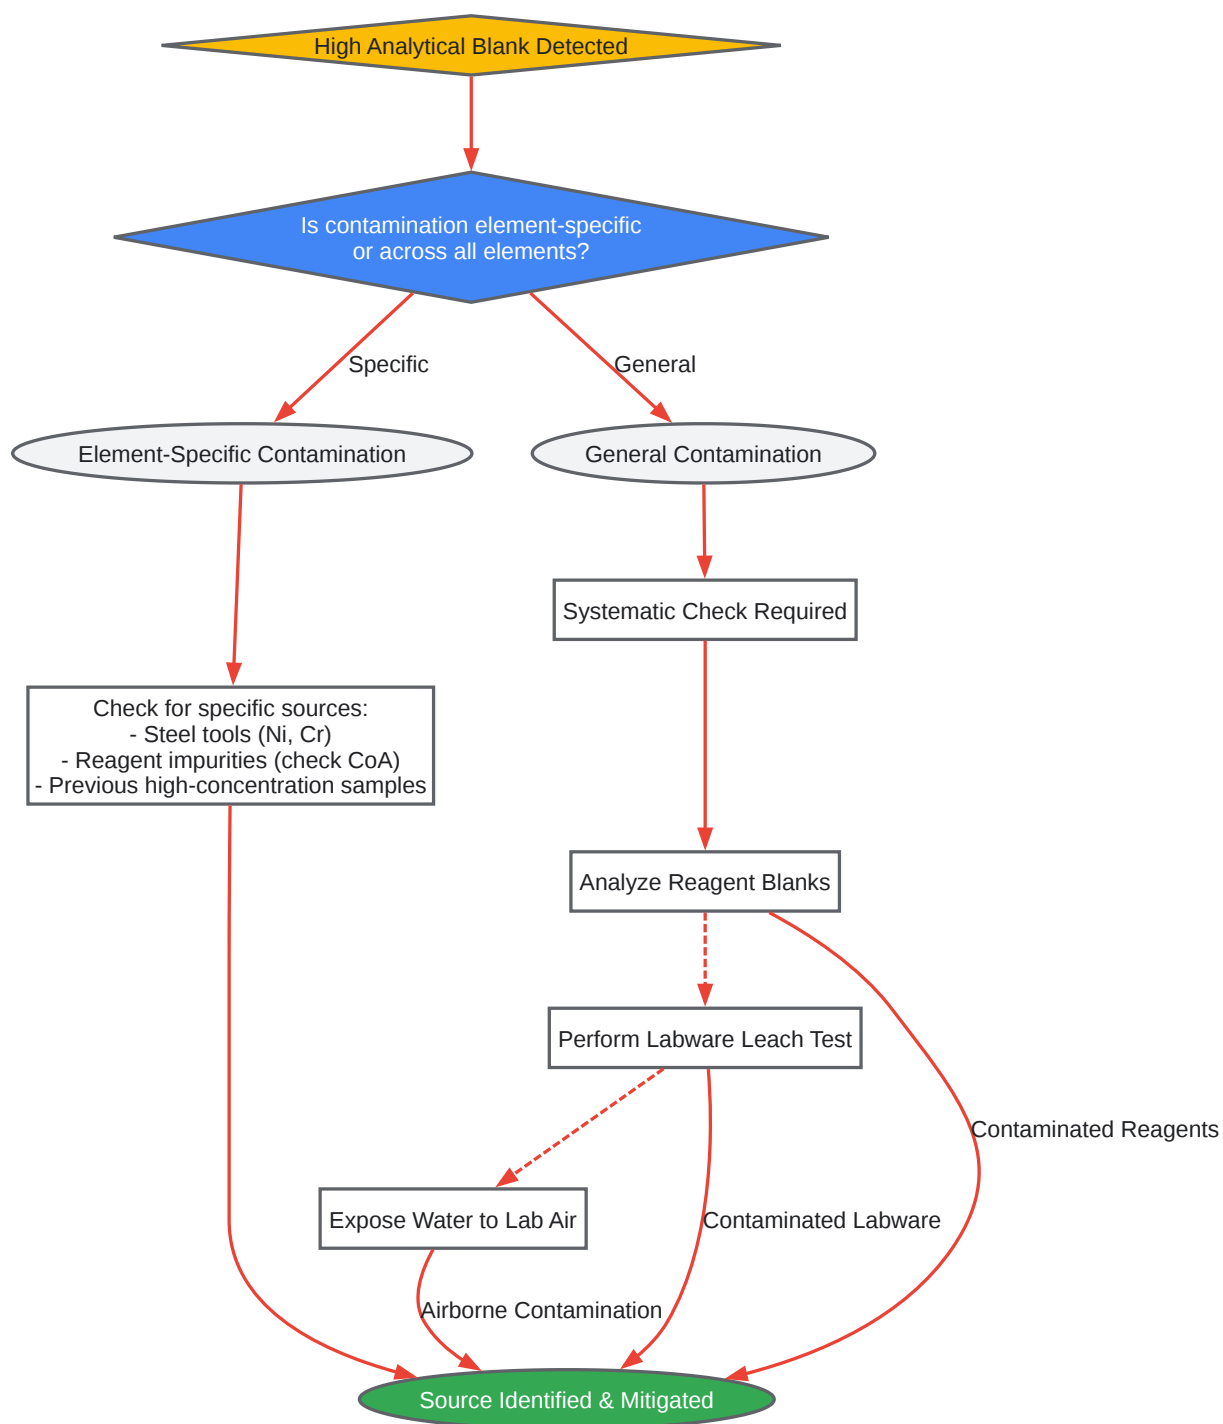 High Analytical Blank Detected
Is contamination element-specific
or across all elements?
Specific
General
Element-Specific Contamination
General Contamination
Systematic Check Required
Check for specific sources:
- Steel tools (Ni, Cr)
- Reagent impurities (check CoA)
- Previous high-concentration samples
Analyze Reagent Blanks
Perform Labware Leach Test
Contaminated Reagents
Expose Water to Lab Air
Contaminated Labware
Airborne Contamination
Source Identified & Mitigated